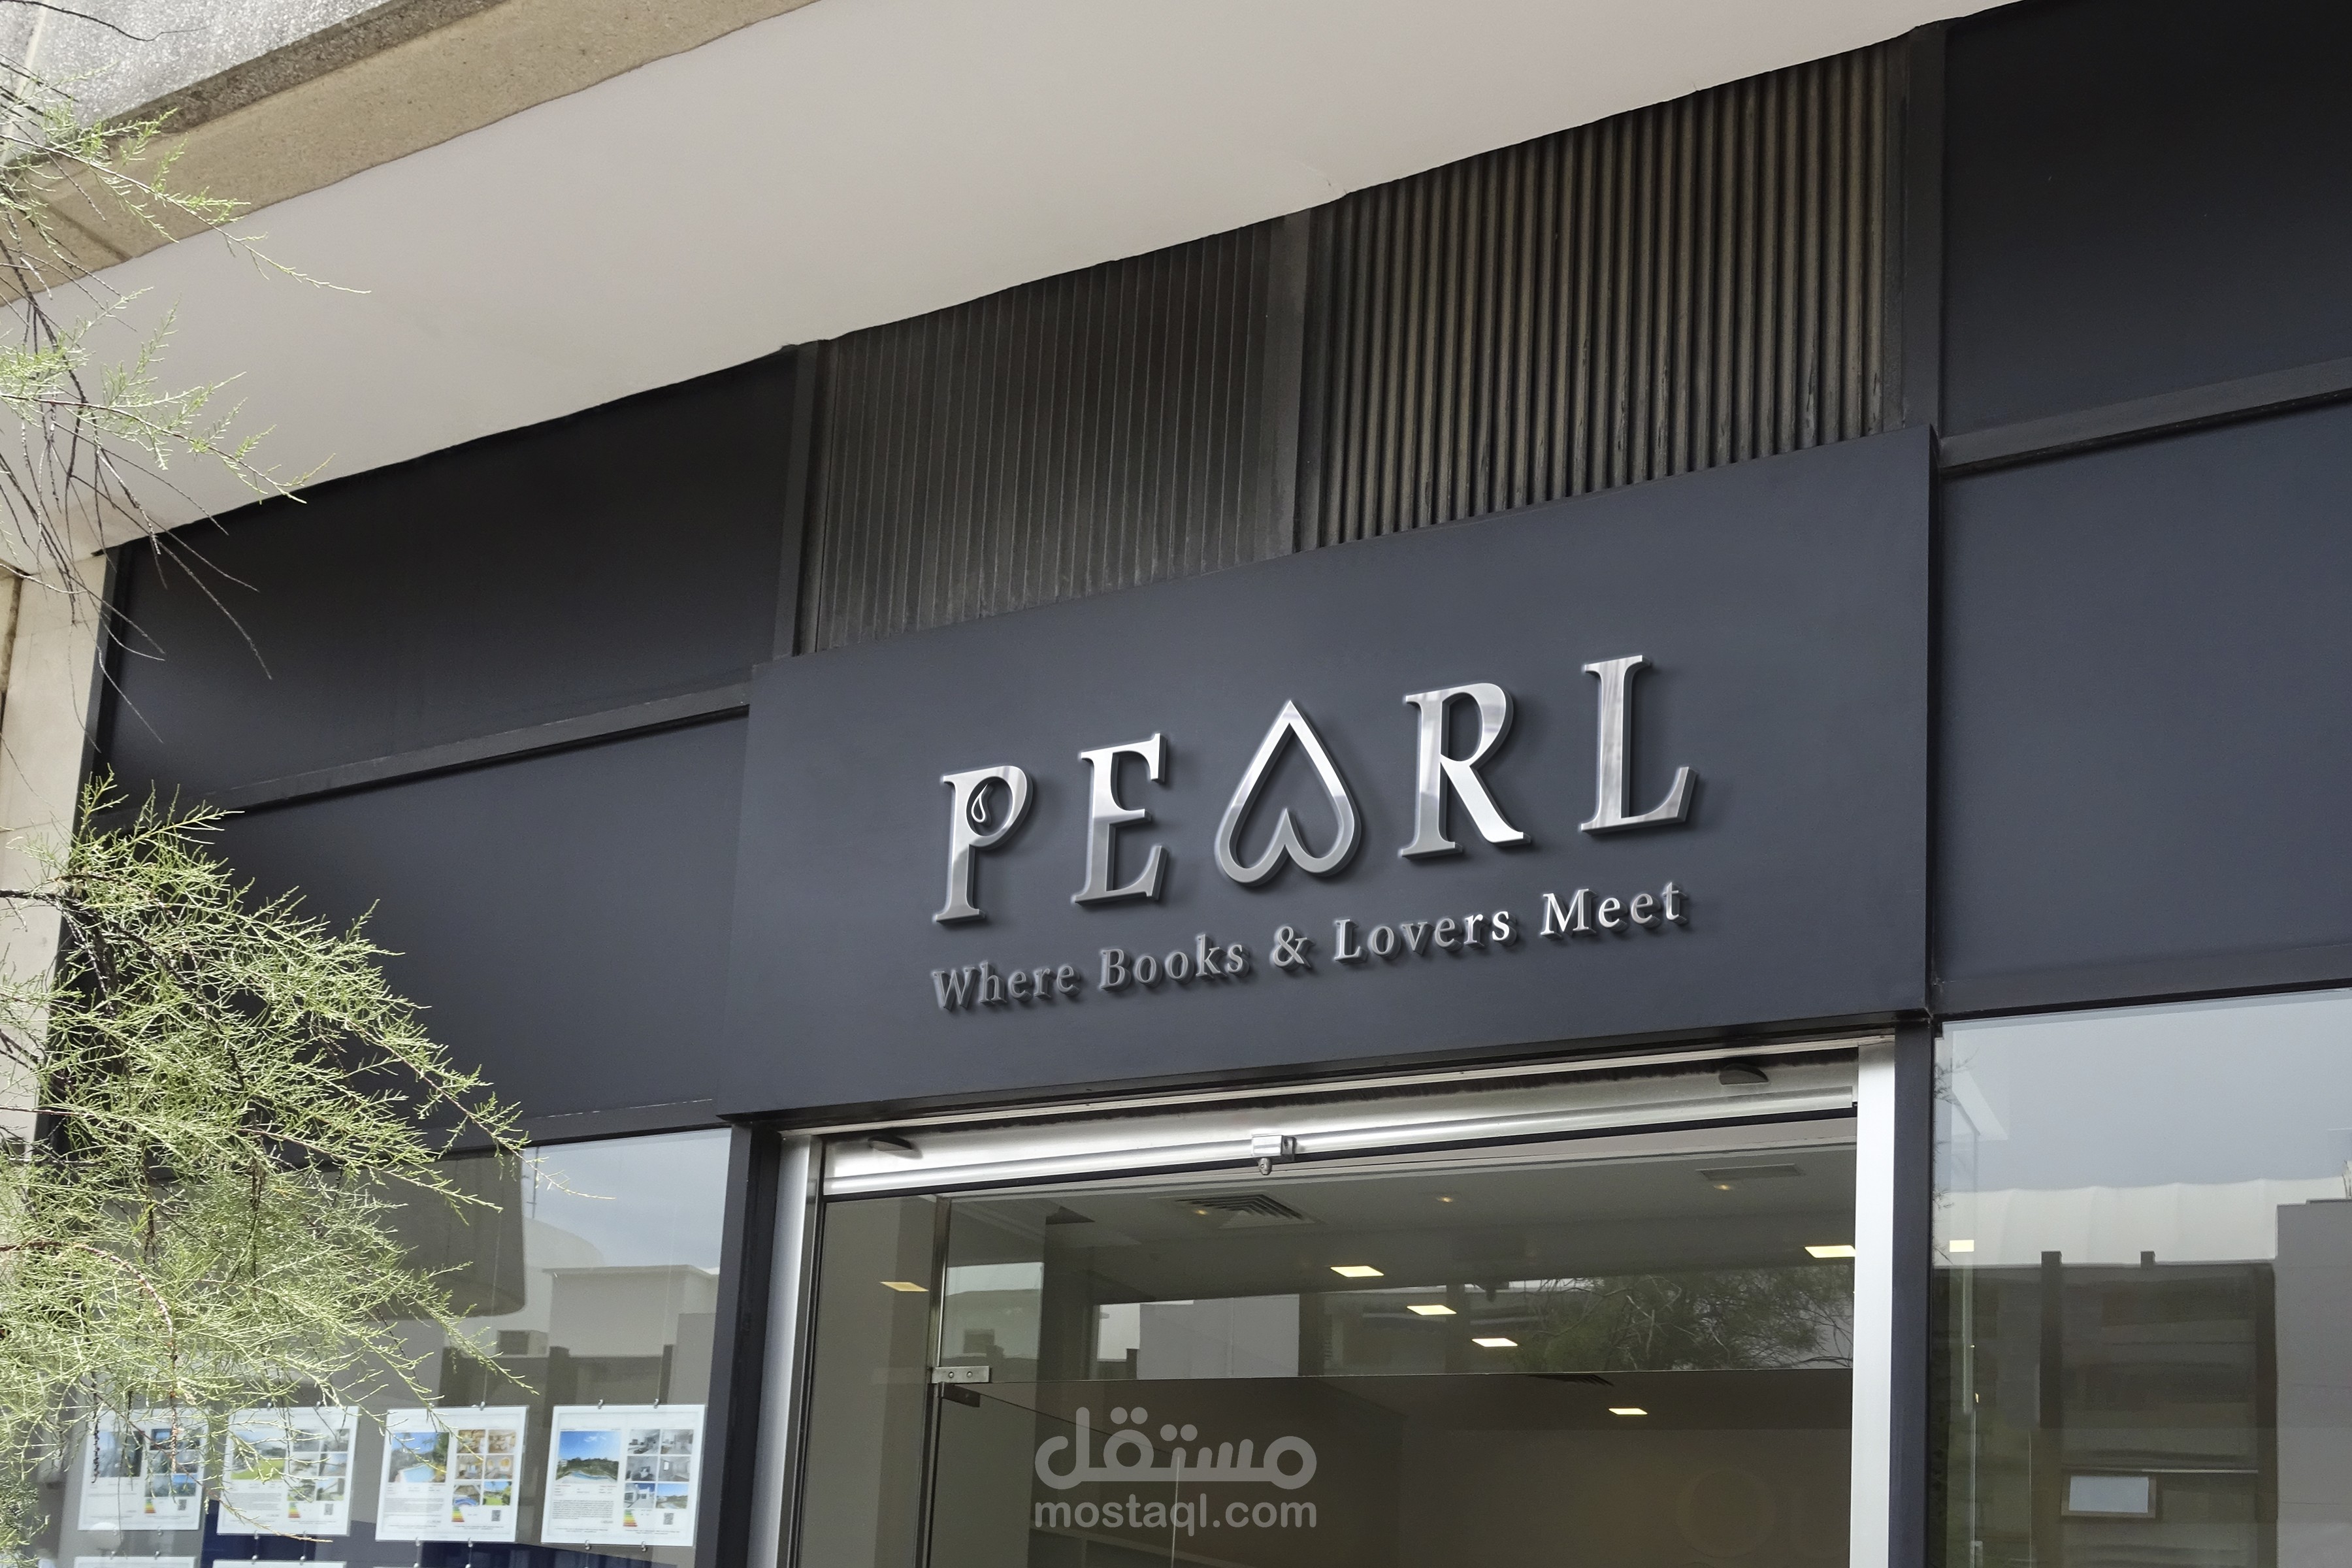 PEARL
Where Books & Lovers Meet
مستقل
mostaql.com